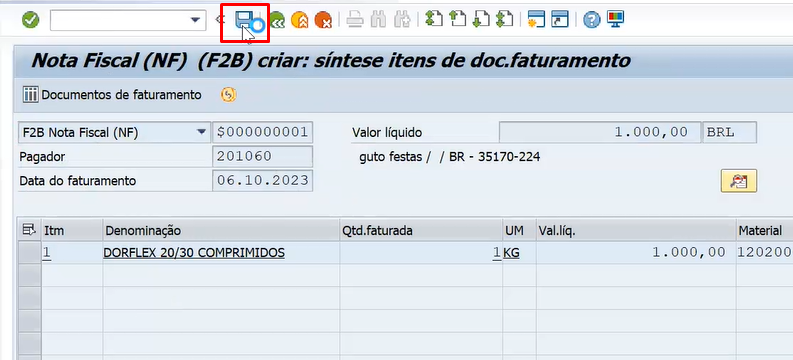 Nota Fiscal (NF) (F2B) criar: síntese itens de doc.faturamento
Documentos de faturamento
F2B Nota Fiscal (NF) $000000001 Valor líquido 1.000,00 BRL
Pagador 201060 guto festas / / BR - 35170-224
Data do faturamento 06.10.2023
Itm Denominação Qtd.faturada UM Val.líq. Material
1 DORFLEX 20/30 COMPRIMIDOS 1 KG 1.000,00 120200